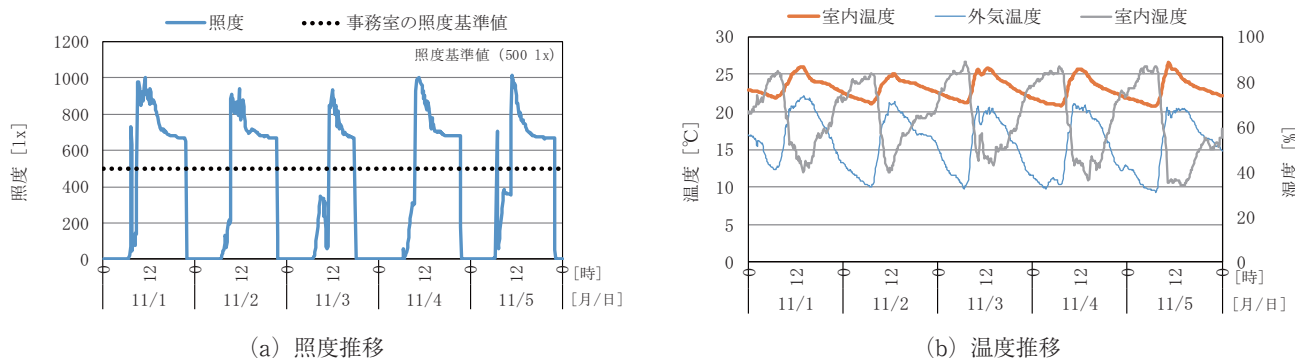 照度 事務室の照度基準値
照度基準値 (500 lx)
照度 [lx]
1200
1000
800
600
400
200
0
0 12 0 12 0 12 0 12 0 12 0 [時]
11/1 11/2 11/3 11/4 11/5 [月/日]
(a) 照度推移
室内温度 外気温度 室内湿度
温度 [℃]
30
25
20
15
10
5
0
100
80
60
40
20
0
湿度 [%]
0 12 0 12 0 12 0 12 0 12 0 [時]
11/1 11/2 11/3 11/4 11/5 [月/日]
(b) 温度推移